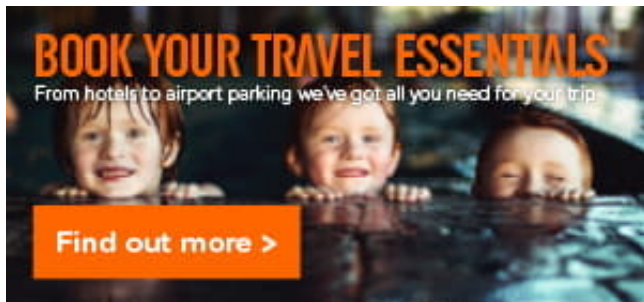 BOOK YOUR TRAVEL ESSENTIALS
From hotels to airport parking we've got all you need for your trip
Find out more >